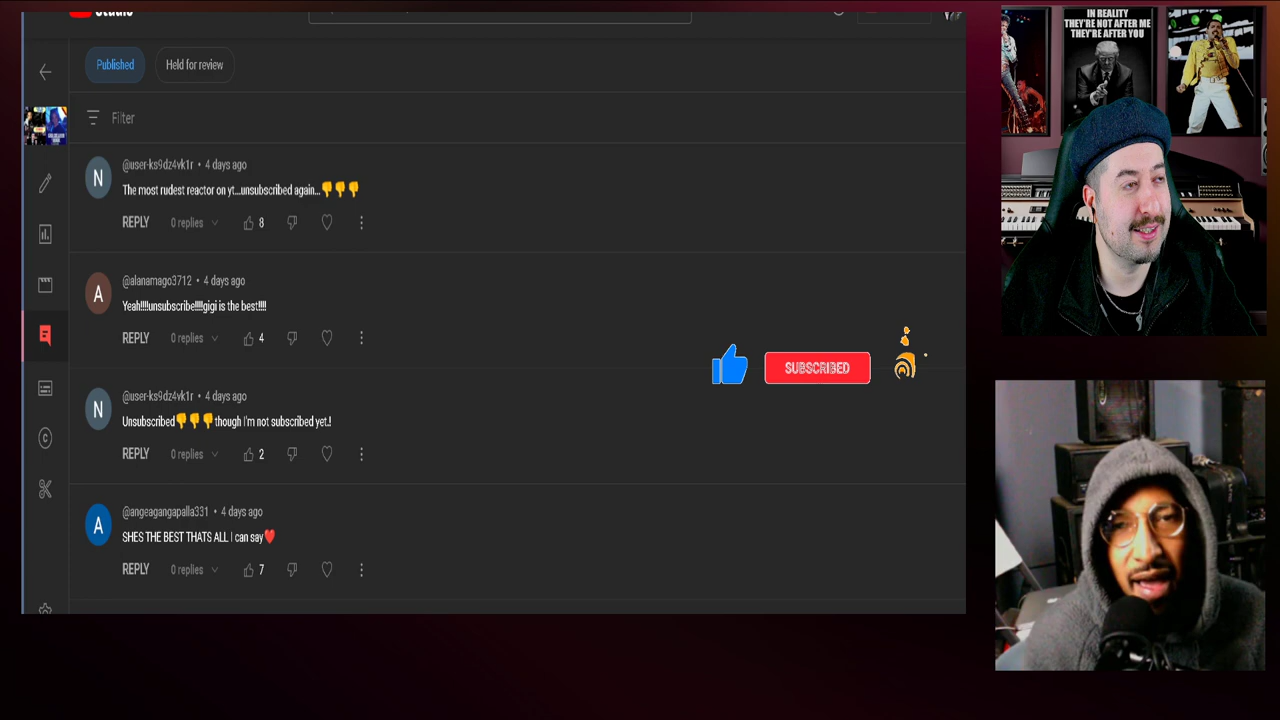 Studio
IN REALITY
THEY'RE NOT AFTER ME
THEY'RE AFTER YOU
Published
Held for review
Filter
N
@user-ks9dz4vk1r • 4 days ago
The most rudest reactor on yt...unsubscribed again...👎👎👎
REPLY 0 replies 8
A
@alanamago3712 • 4 days ago
Yeah!!!!unsubscribe!!!!gigi is the best!!!!
REPLY 0 replies 4
SUBSCRIBED
N
@user-ks9dz4vk1r • 4 days ago
Unsubscribed👎👎👎though I'm not subscribed yet.!
REPLY 0 replies 2
A
@angeagangapalla331 • 4 days ago
SHES THE BEST THATS ALL I can say❤️
REPLY 0 replies 7